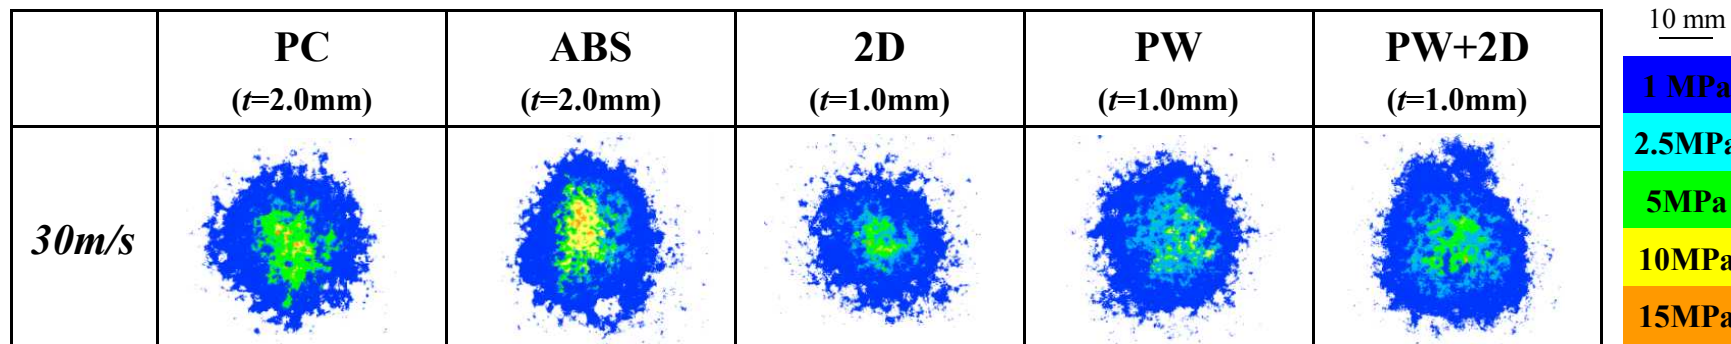 PC ABS 2D PW PW+2D
(t=2.0mm) (t=2.0mm) (t=1.0mm) (t=1.0mm) (t=1.0mm)
30m/s
10 mm
1 MPa
2.5MPa
5MPa
10MPa
15MPa